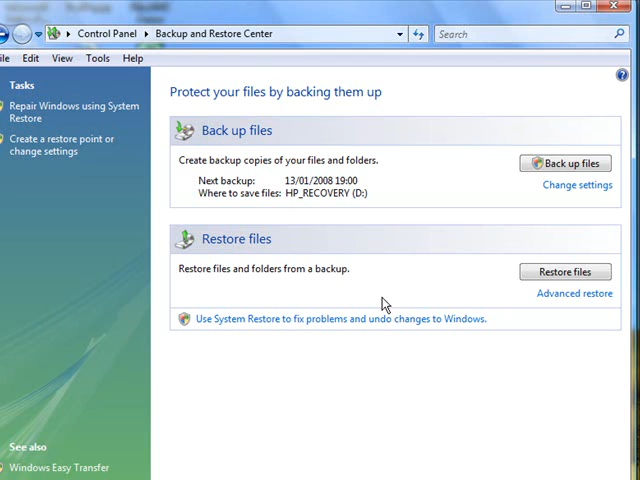 Control Panel Backup and Restore Center
Search
ile Edit View Tools Help
Tasks
Repair Windows using System
Restore
Create a restore point or
change settings
Protect your files by backing them up
Back up files
Create backup copies of your files and folders.
Back up files
Next backup: 13/01/2008 19:00
Where to save files: HP_RECOVERY (D:)
Change settings
Restore files
Restore files and folders from a backup.
Restore files
Advanced restore
Use System Restore to fix problems and undo changes to Windows.
See also
Windows Easy Transfer